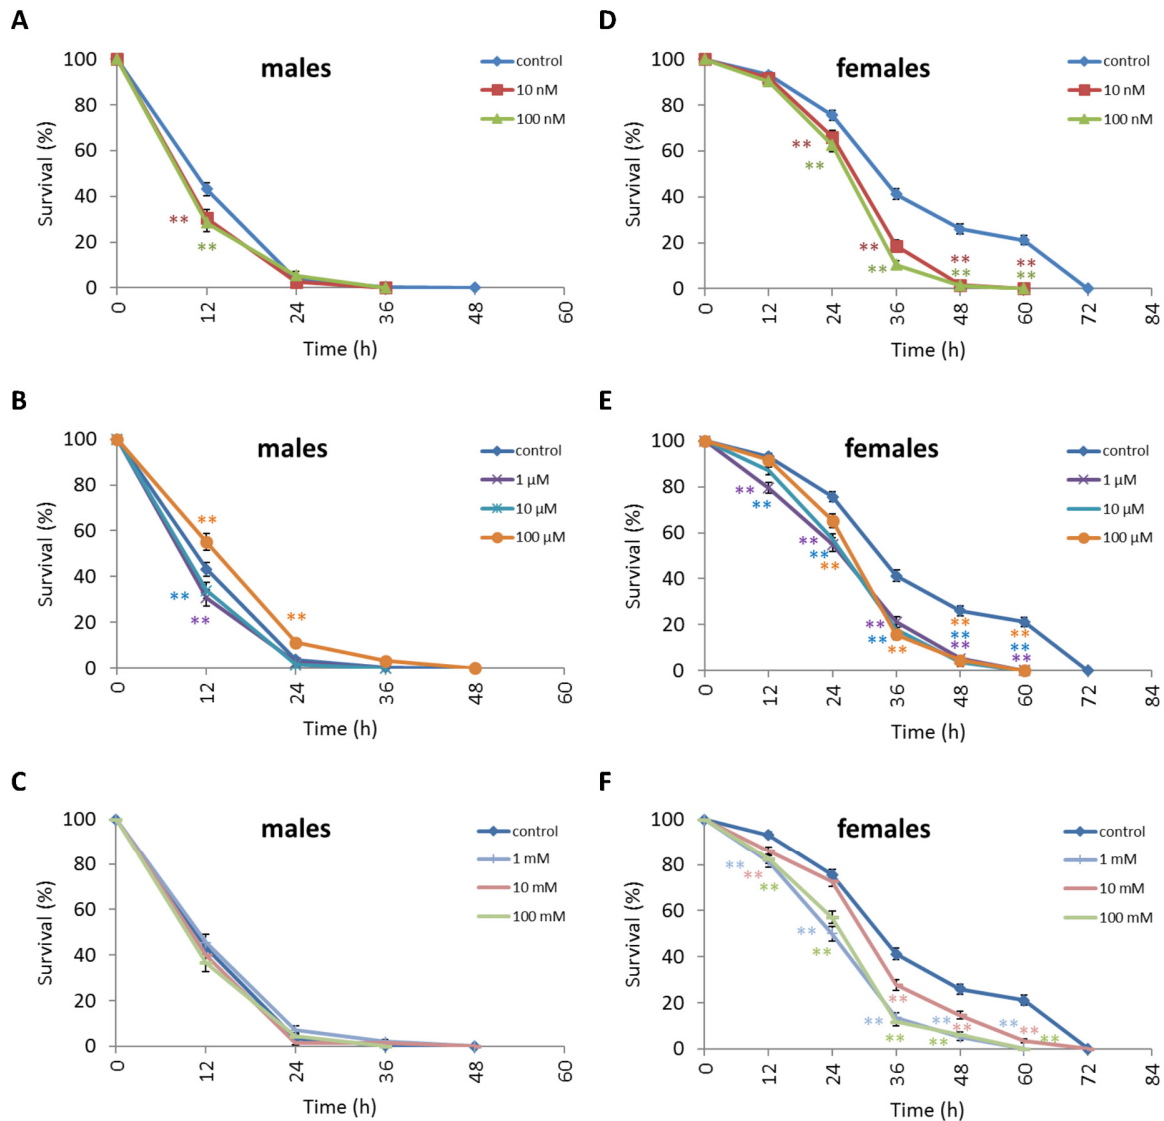 A
males
control
10 nM
100 nM
Survival (%)
100
80
60
40
20
0
**
**
0 12 24 36 48 60
Time (h)
D
females
control
10 nM
100 nM
Survival (%)
100
80
60
40
20
0
**
**
**
**
**
**
**
**
0 12 24 36 48 60 72 84
Time (h)
B
males
control
1 µM
10 µM
100 µM
Survival (%)
100
80
60
40
20
0
**
**
**
**
0 12 24 36 48 60
Time (h)
E
females
control
1 µM
10 µM
100 µM
Survival (%)
100
80
60
40
20
0
**
**
**
**
**
**
**
**
**
**
**
**
**
**
0 12 24 36 48 60 72 84
Time (h)
C
males
control
1 mM
10 mM
100 mM
Survival (%)
100
80
60
40
20
0
0 12 24 36 48 60
Time (h)
F
females
control
1 mM
10 mM
100 mM
Survival (%)
100
80
60
40
20
0
**
**
**
**
**
**
**
**
**
**
**
**
**
**
0 12 24 36 48 60 72 84
Time (h)